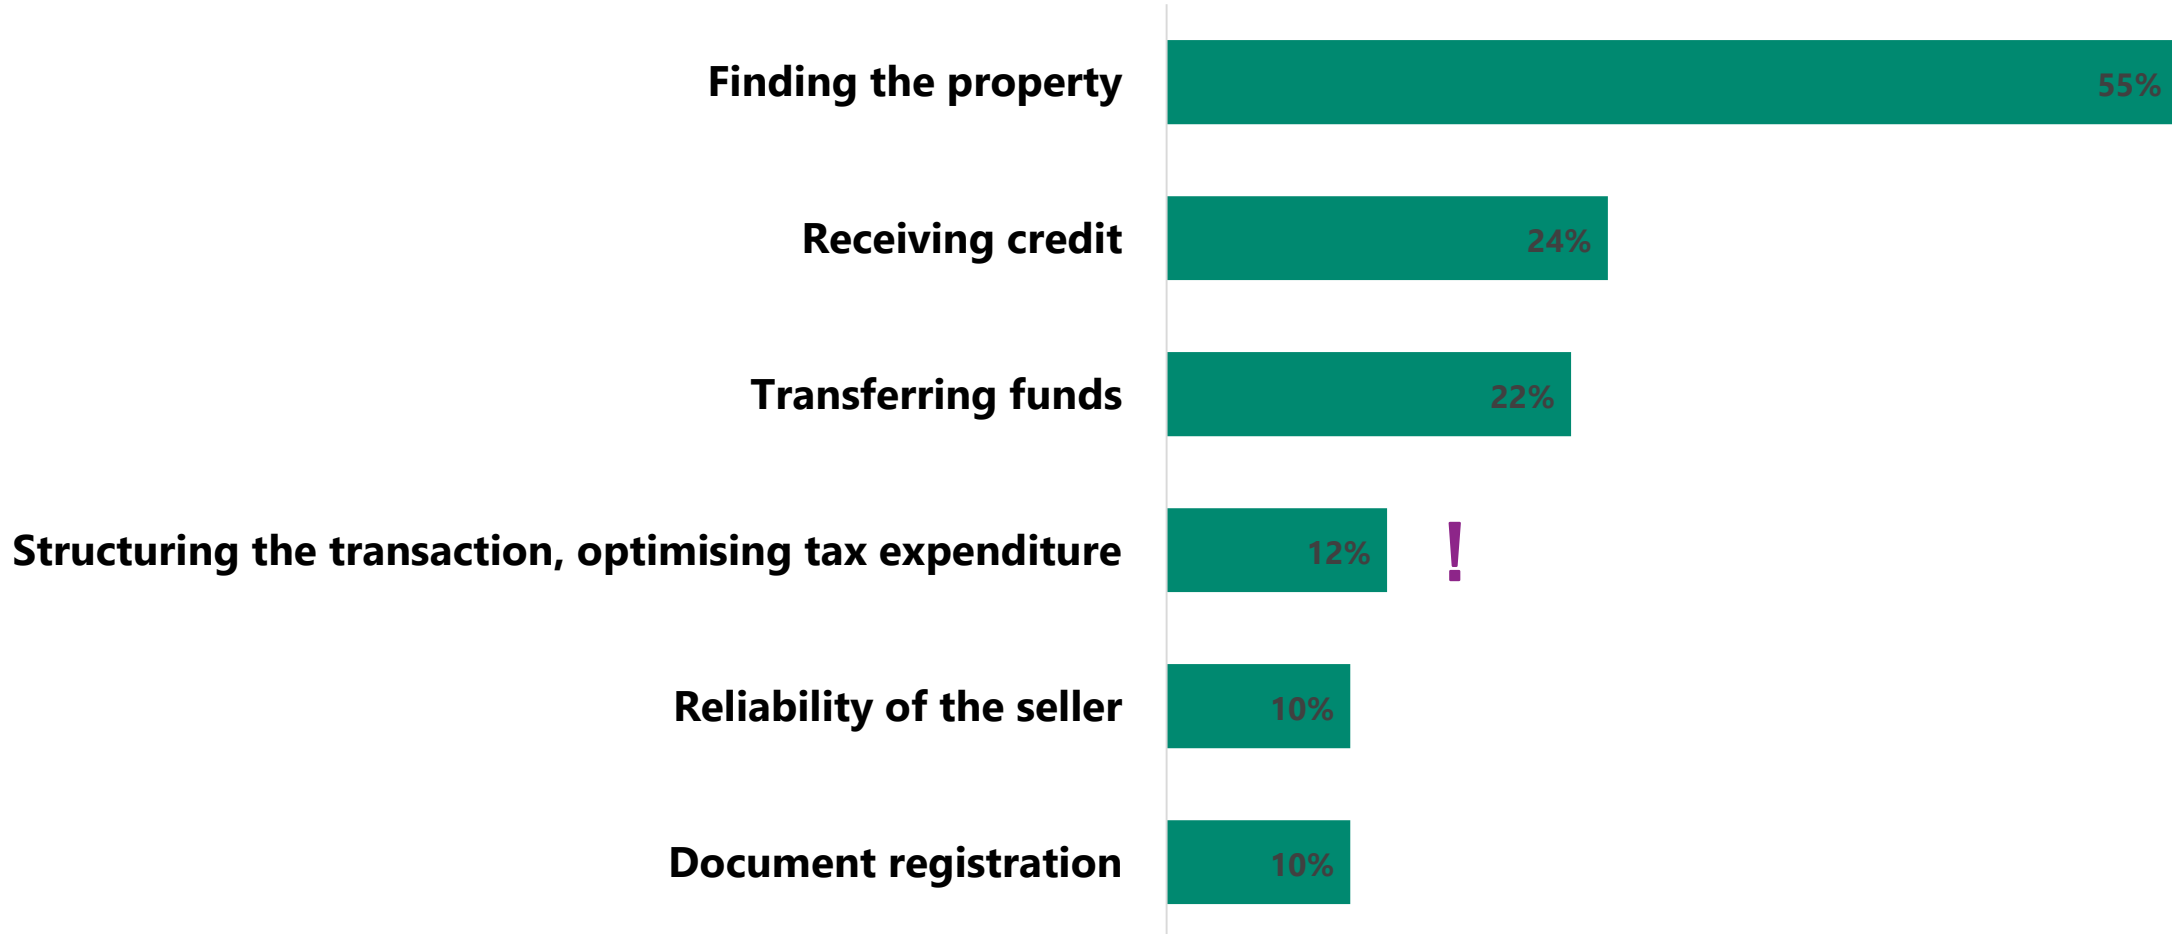 Finding the property 55%
Receiving credit 24%
Transferring funds 22%
Structuring the transaction, optimising tax expenditure 12% !
Reliability of the seller 10%
Document registration 10%